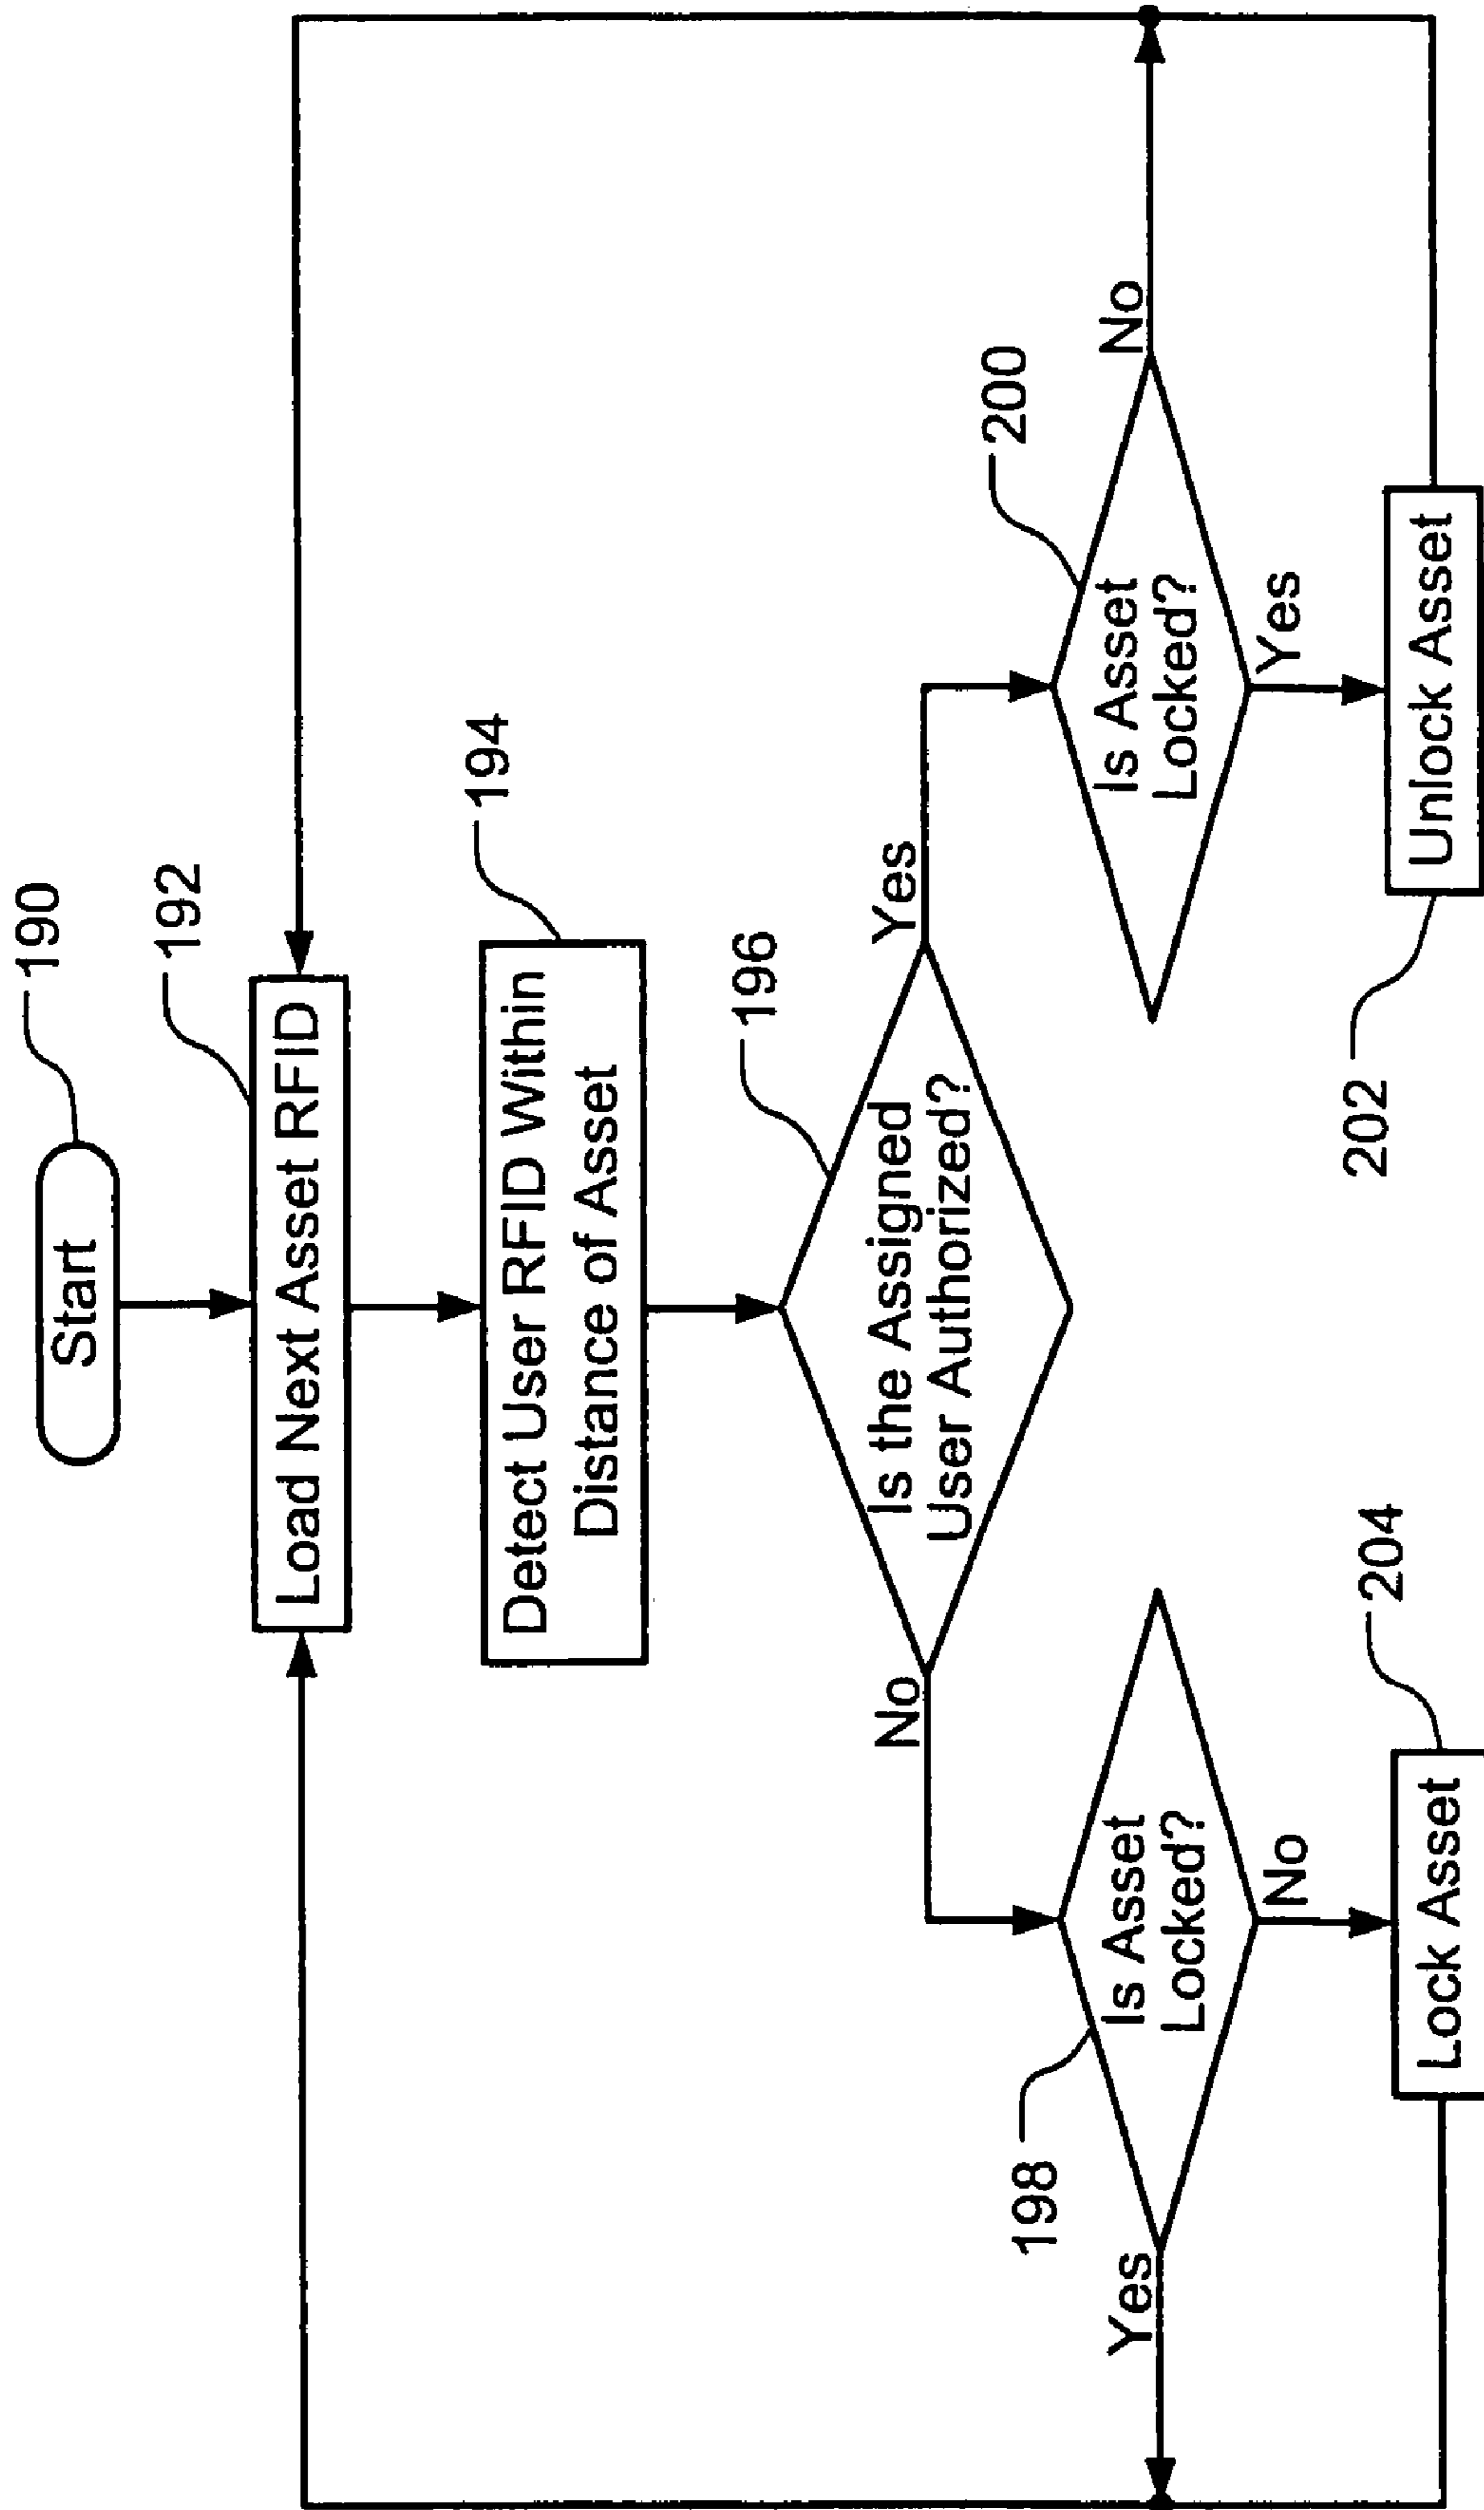 Start
190
Load Next Asset RFID
192
Detect User RFID Within
Distance of Asset
194
Is the Assigned
User Authorized?
196
No
Yes
Is Asset
Locked?
198
Yes
No
Is Asset
Locked?
200
No
Yes
Lock Asset
204
Unlock Asset
202